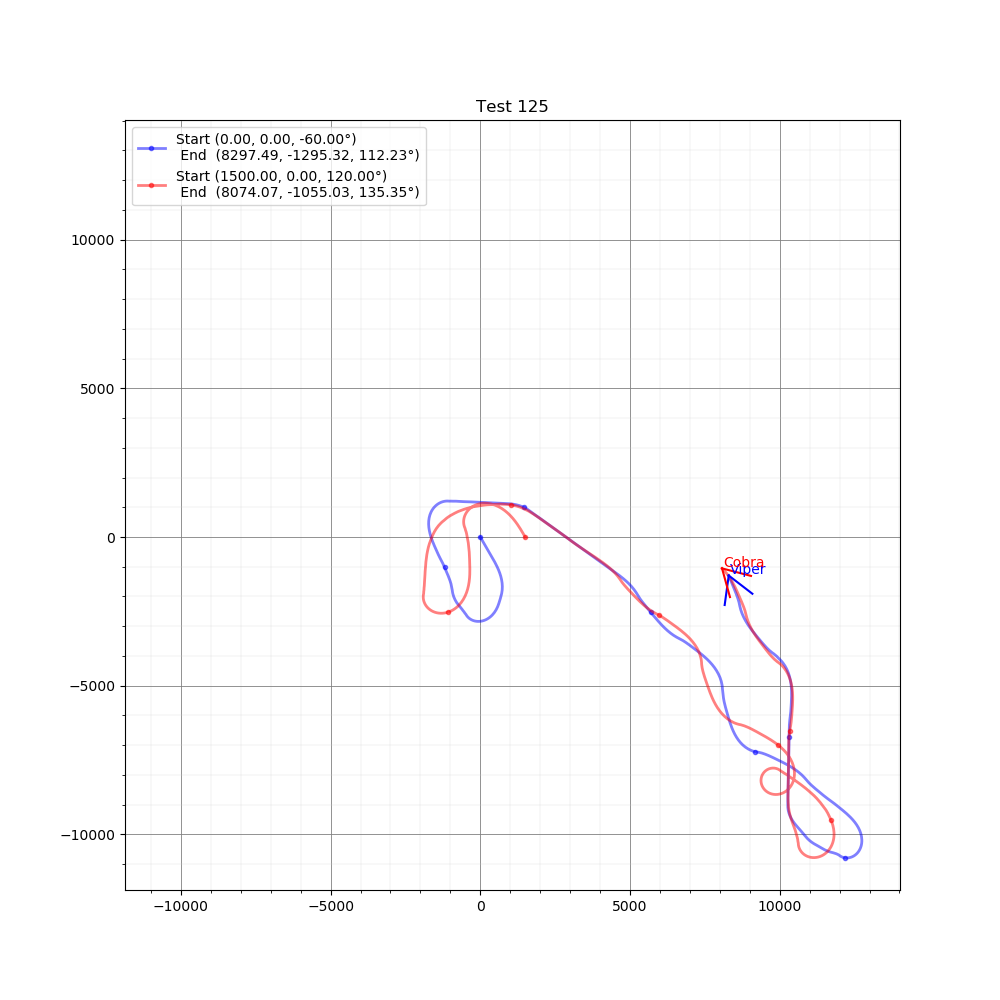 Test 125
Start (0.00, 0.00, -60.00°)
End  (8297.49, -1295.32, 112.23°)
Start (1500.00, 0.00, 120.00°)
End  (8074.07, -1055.03, 135.35°)
10000
5000
0
−5000
−10000
Cobra
Viper
−10000
−5000
0
5000
10000